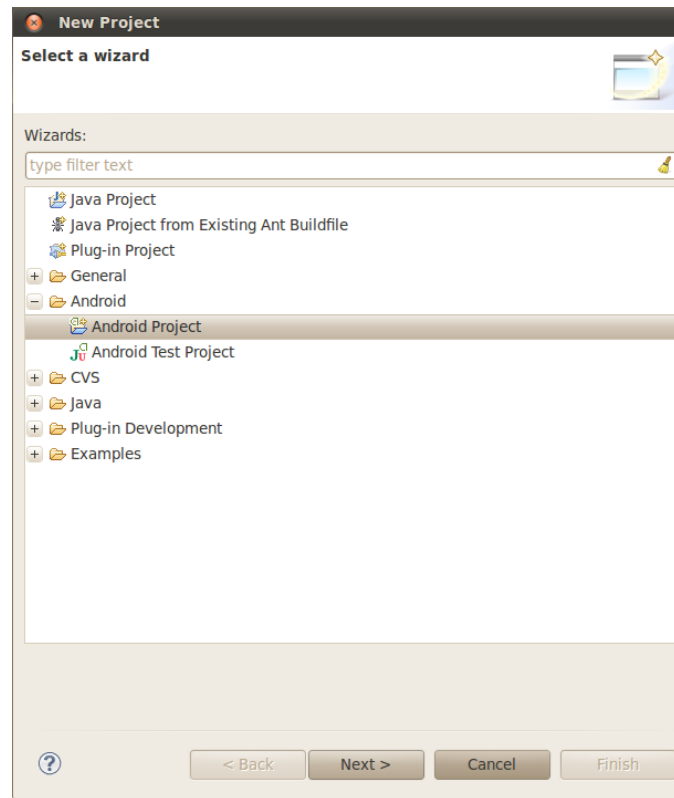 New Project
Select a wizard
Wizards:
type filter text
Java Project
Java Project from Existing Ant Buildfile
Plug-in Project
General
Android
Android Project
Android Test Project
CVS
Java
Plug-in Development
Examples
< Back Next > Cancel Finish